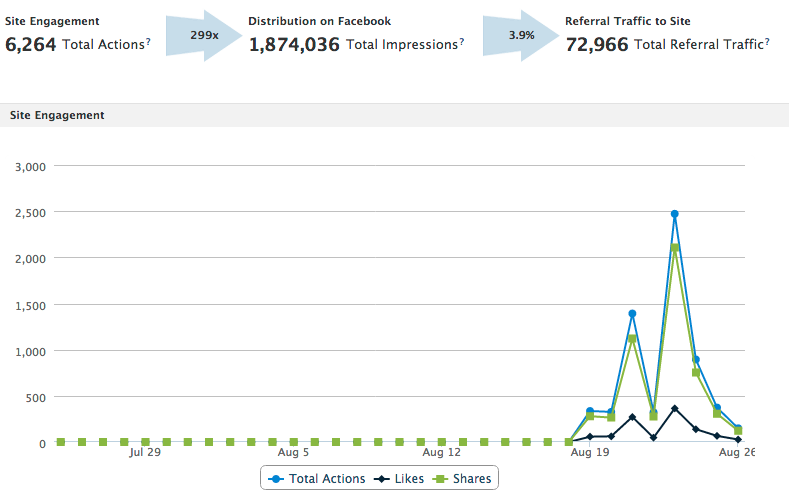 Site Engagement
6,264 Total Actions?
299x
Distribution on Facebook
1,874,036 Total Impressions?
3.9%
Referral Traffic to Site
72,966 Total Referral Traffic?
Site Engagement
3,000
2,500
2,000
1,500
1,000
500
0
Jul 29 Aug 5 Aug 12 Aug 19 Aug 26
Total Actions Likes Shares